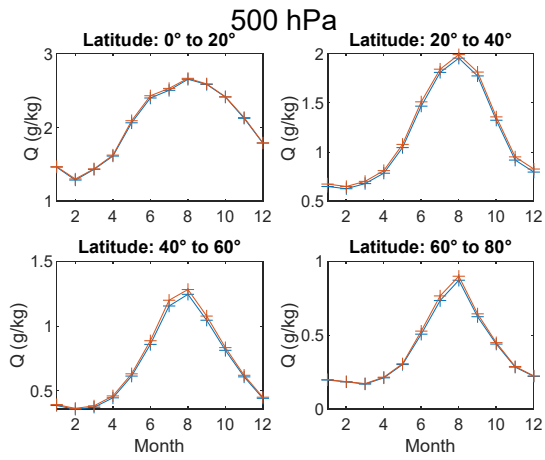 500 hPa
Latitude: 0° to 20°
Q (g/kg)
3
2
1
2 4 6 8 10 12
Latitude: 20° to 40°
Q (g/kg)
2
1.5
1
0.5
2 4 6 8 10 12
Latitude: 40° to 60°
Q (g/kg)
1.5
1
0.5
2 4 6 8 10 12
Month
Latitude: 60° to 80°
Q (g/kg)
1
0.5
0
2 4 6 8 10 12
Month